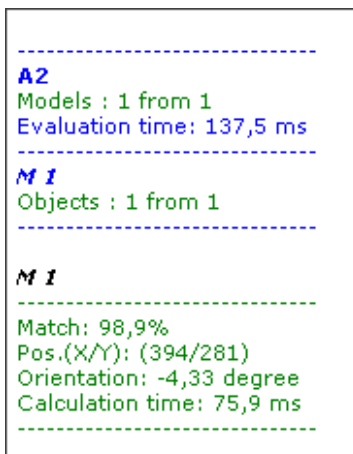 ------------------------------
A2
Models : 1 from 1
Evaluation time: 137,5 ms
------------------------------
M 1
Objects : 1 from 1
------------------------------
M 1
------------------------------
Match: 98,9%
Pos.(X/Y): (394/281)
Orientation: -4,33 degree
Calculation time: 75,9 ms
------------------------------